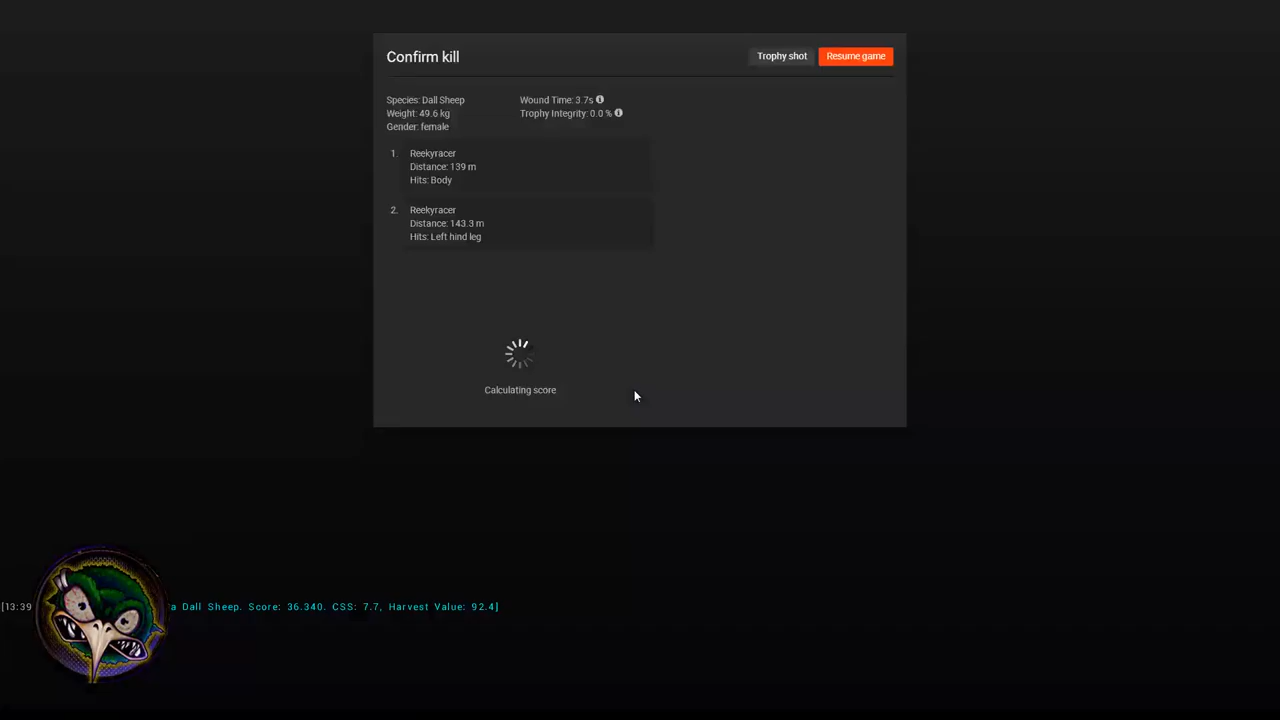 Confirm kill
Trophy shot
Resume game
Species: Dall Sheep
Weight: 49.6 kg
Gender: female
Wound Time: 3.7s
Trophy Integrity: 0.0 %
1.
Reekyracer
Distance: 139 m
Hits: Body
2.
Reekyracer
Distance: 143.3 m
Hits: Left hind leg
Calculating score
[13:39 a Dall Sheep. Score: 36.340. CSS: 7.7, Harvest Value: 92.4]